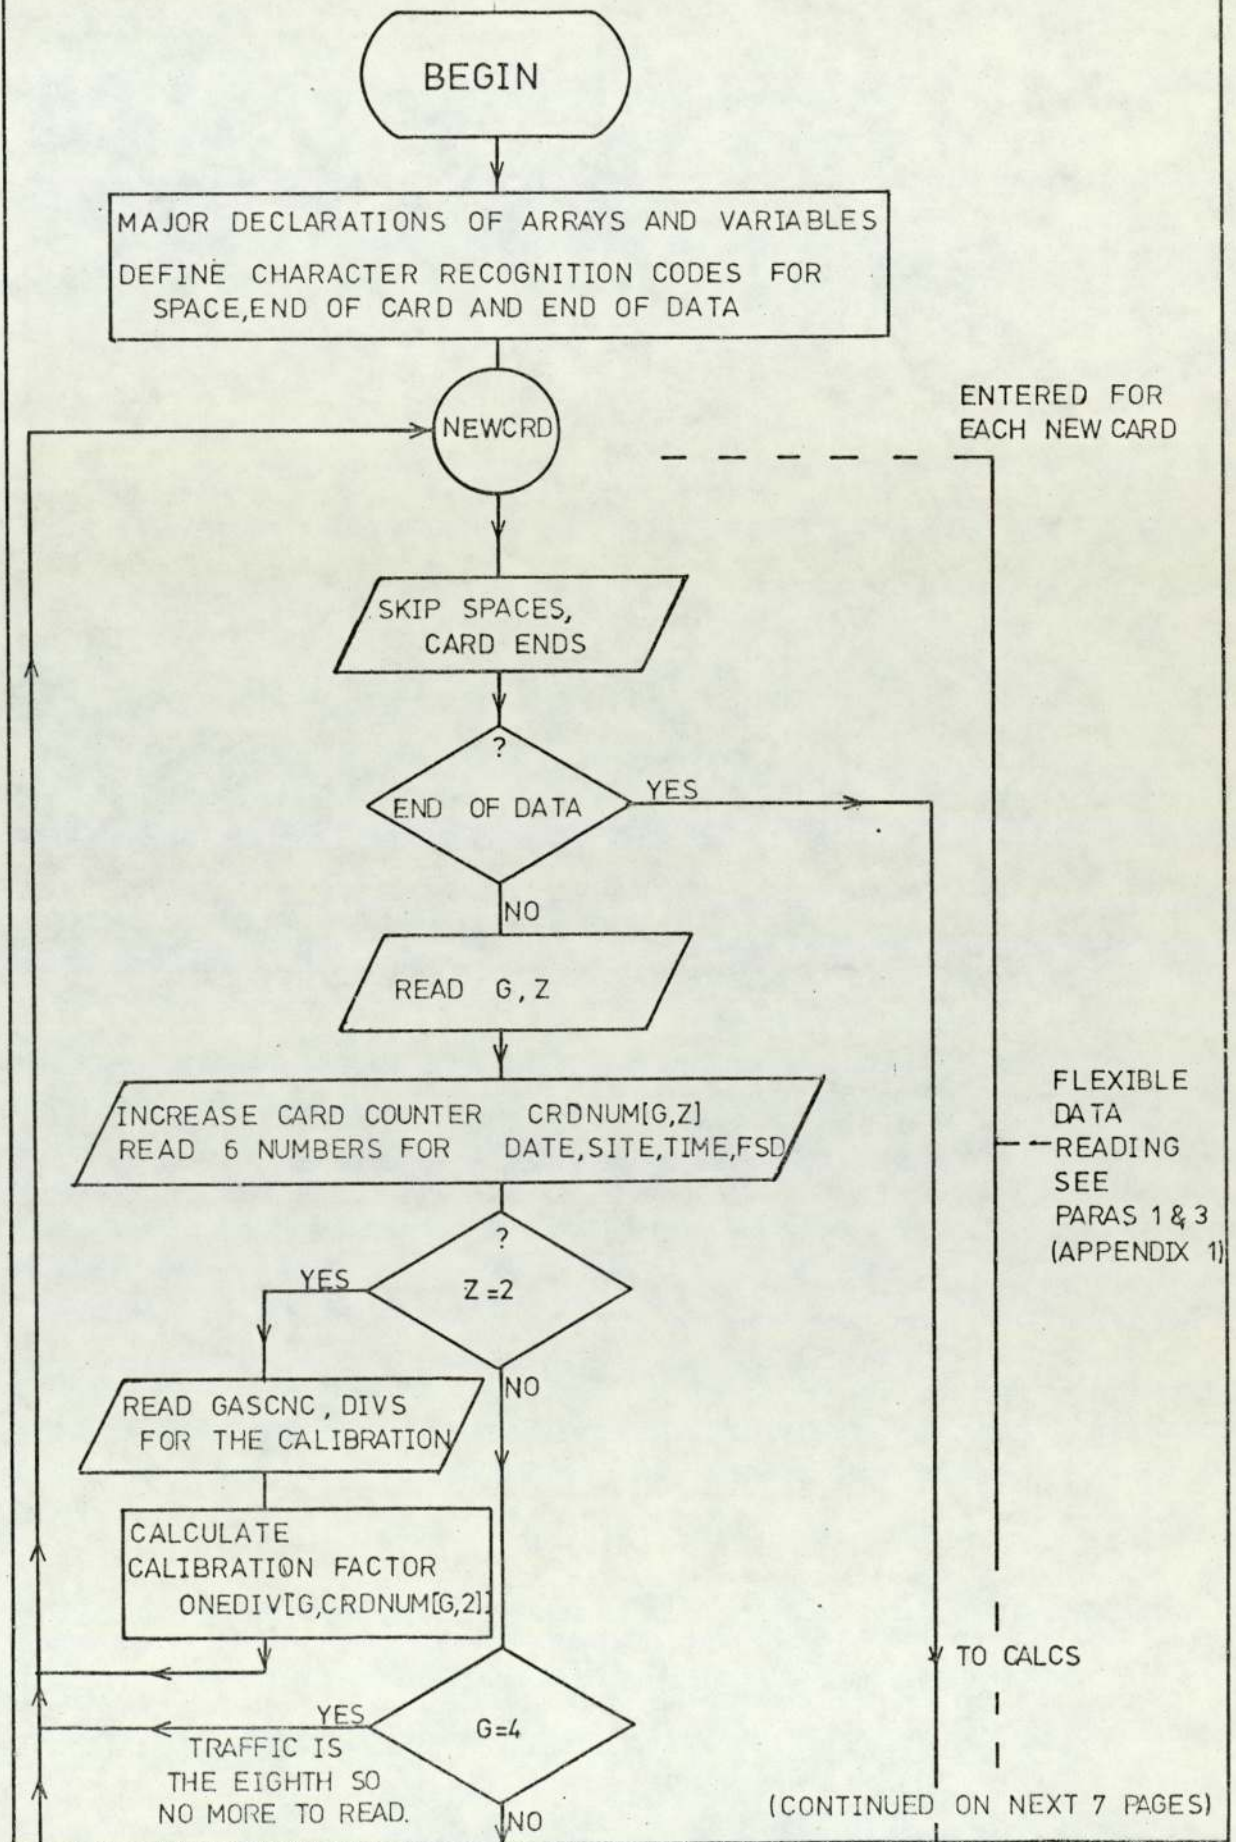 BEGIN
MAJOR DECLARATIONS OF ARRAYS AND VARIABLES
DEFINE CHARACTER RECOGNITION CODES FOR
SPACE,END OF CARD AND END OF DATA
NEWCRD
ENTERED FOR
EACH NEW CARD
SKIP SPACES,
CARD ENDS
?
END OF DATA
YES
NO
READ G,Z
INCREASE CARD COUNTER CRDNUM[G,Z]
READ 6 NUMBERS FOR DATE,SITE,TIME,FSD
FLEXIBLE
DATA
READING
SEE
PARAS 1 & 3
(APPENDIX 1)
?
Z=2
YES
NO
READ GASCNC, DIVS
FOR THE CALIBRATION
CALCULATE
CALIBRATION FACTOR
ONEDIV[G,CRDNUM[G,2]]
TO CALCS
G=4
YES
TRAFFIC IS
THE EIGHTH SO
NO MORE TO READ.
NO
(CONTINUED ON NEXT 7 PAGES)